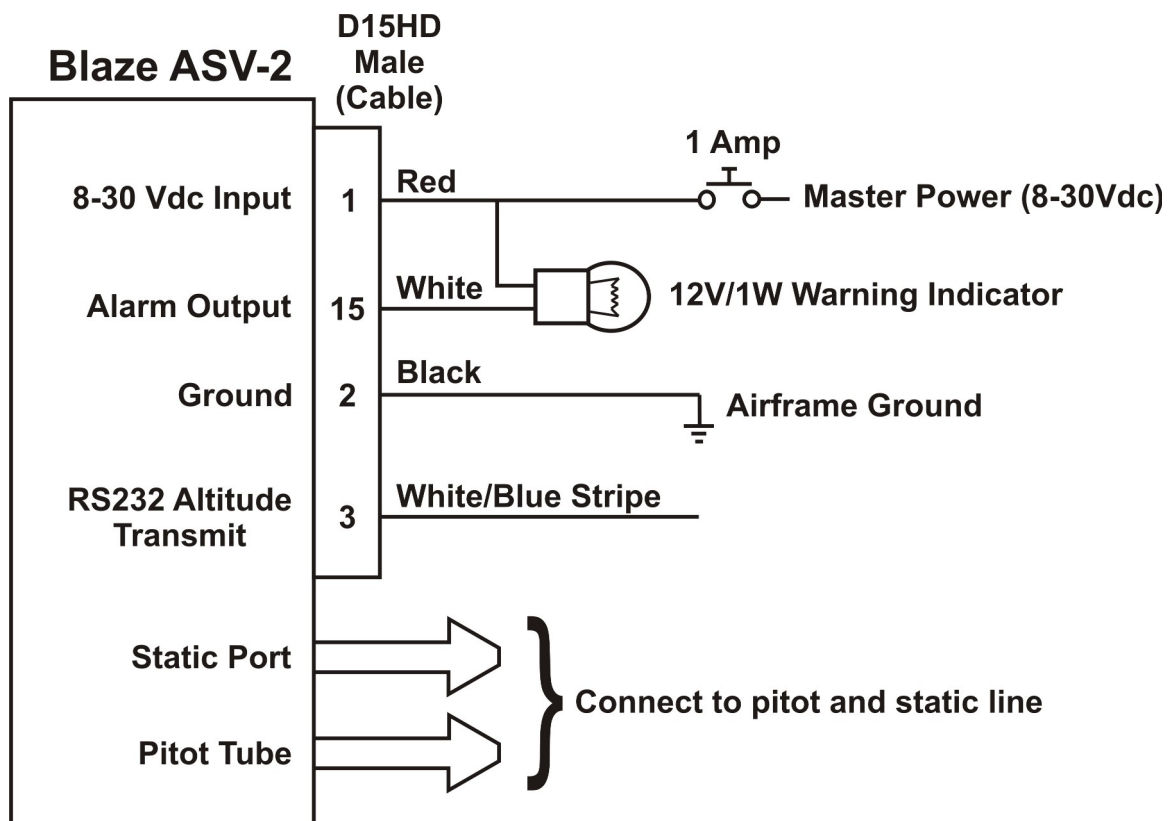 Blaze ASV-2
D15HD
Male
(Cable)
8-30 Vdc Input
1
Red
1 Amp
Master Power (8-30Vdc)
Alarm Output
15
White
12V/1W Warning Indicator
Ground
2
Black
Airframe Ground
RS232 Altitude
Transmit
3
White/Blue Stripe
Static Port
Pitot Tube
Connect to pitot and static line